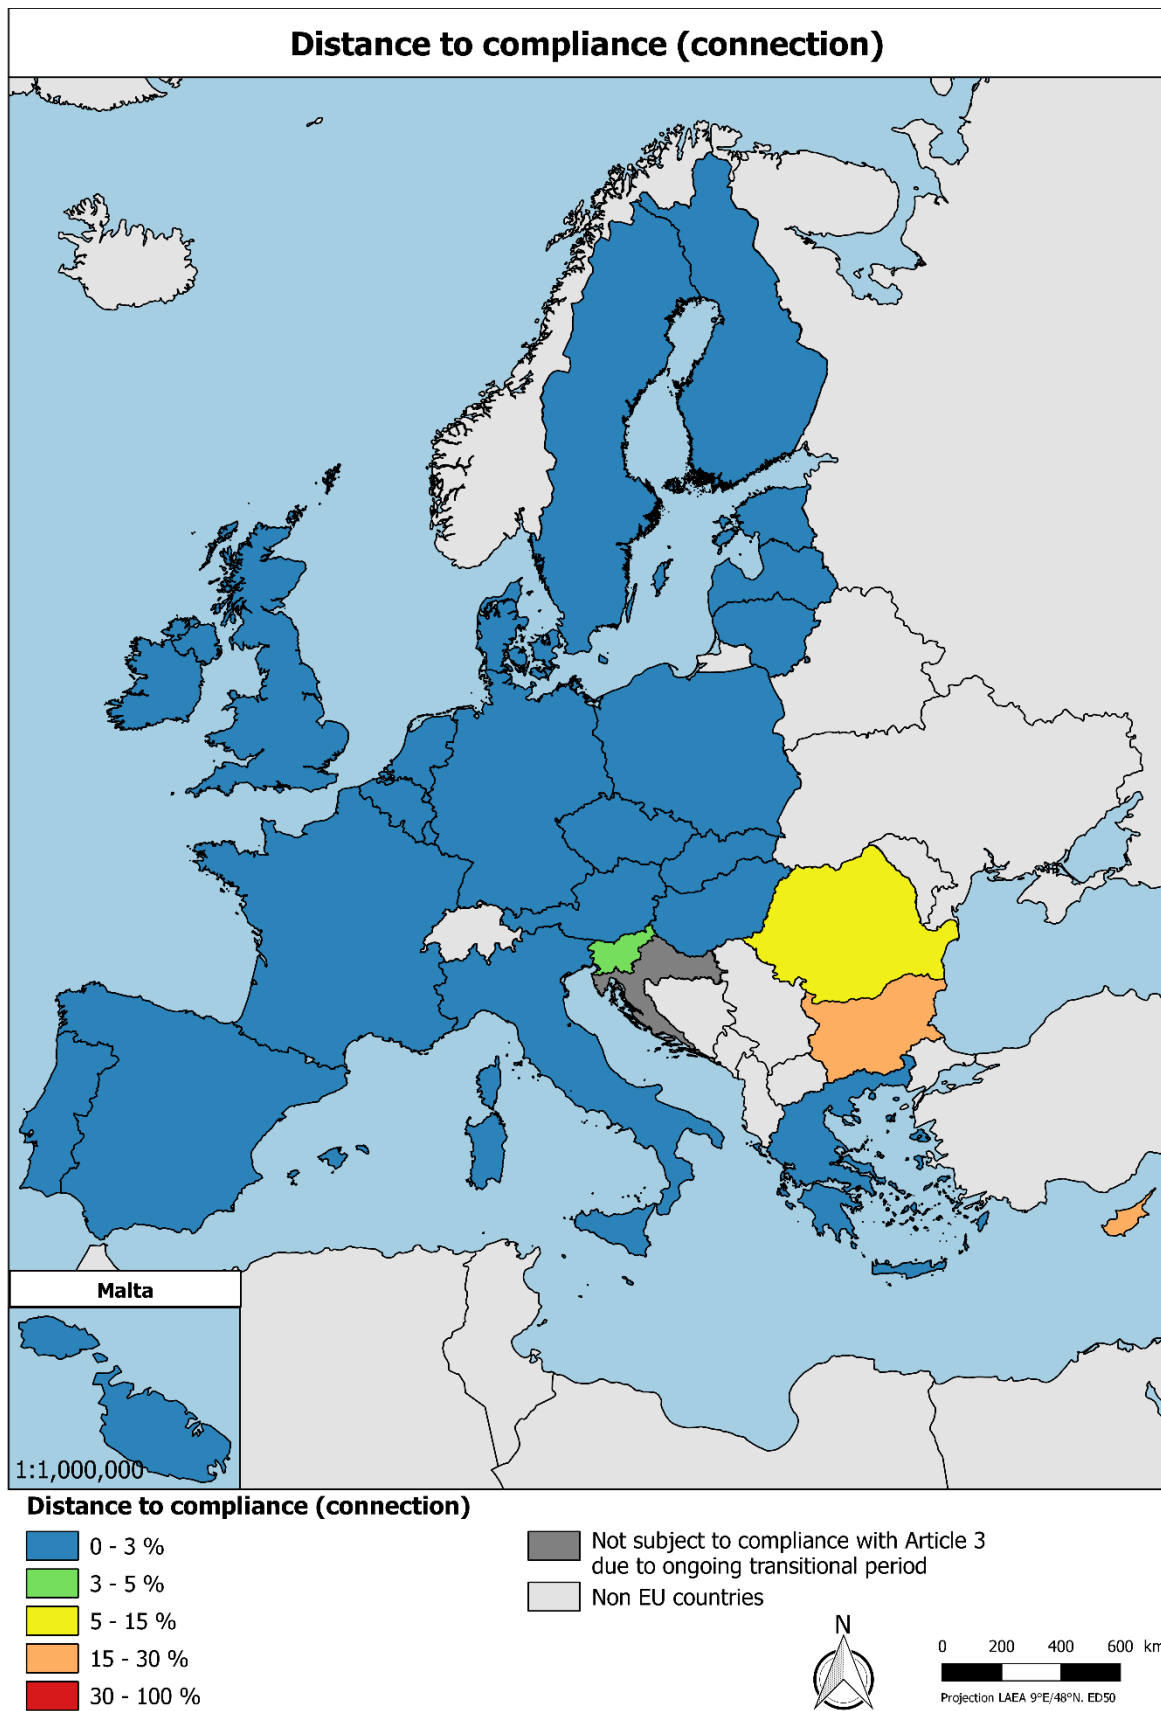 Distance to compliance (connection)
Malta
1:1,000,000
Distance to compliance (connection)
0 - 3 %
3 - 5 %
5 - 15 %
15 - 30 %
30 - 100 %
Not subject to compliance with Article 3
due to ongoing transitional period
Non EU countries
N
0 200 400 600 km
Projection LAEA 9°E/48°N. ED50